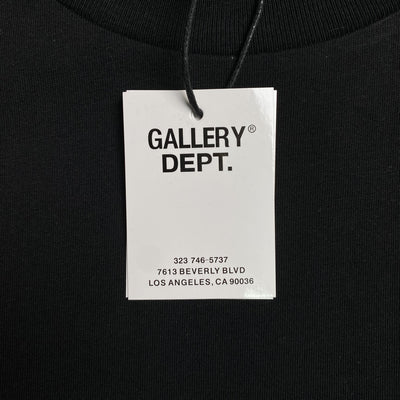 GALLERY®
DEPT.
323 746-5737
7613 BEVERLY BLVD
LOS ANGELES, CA 90036